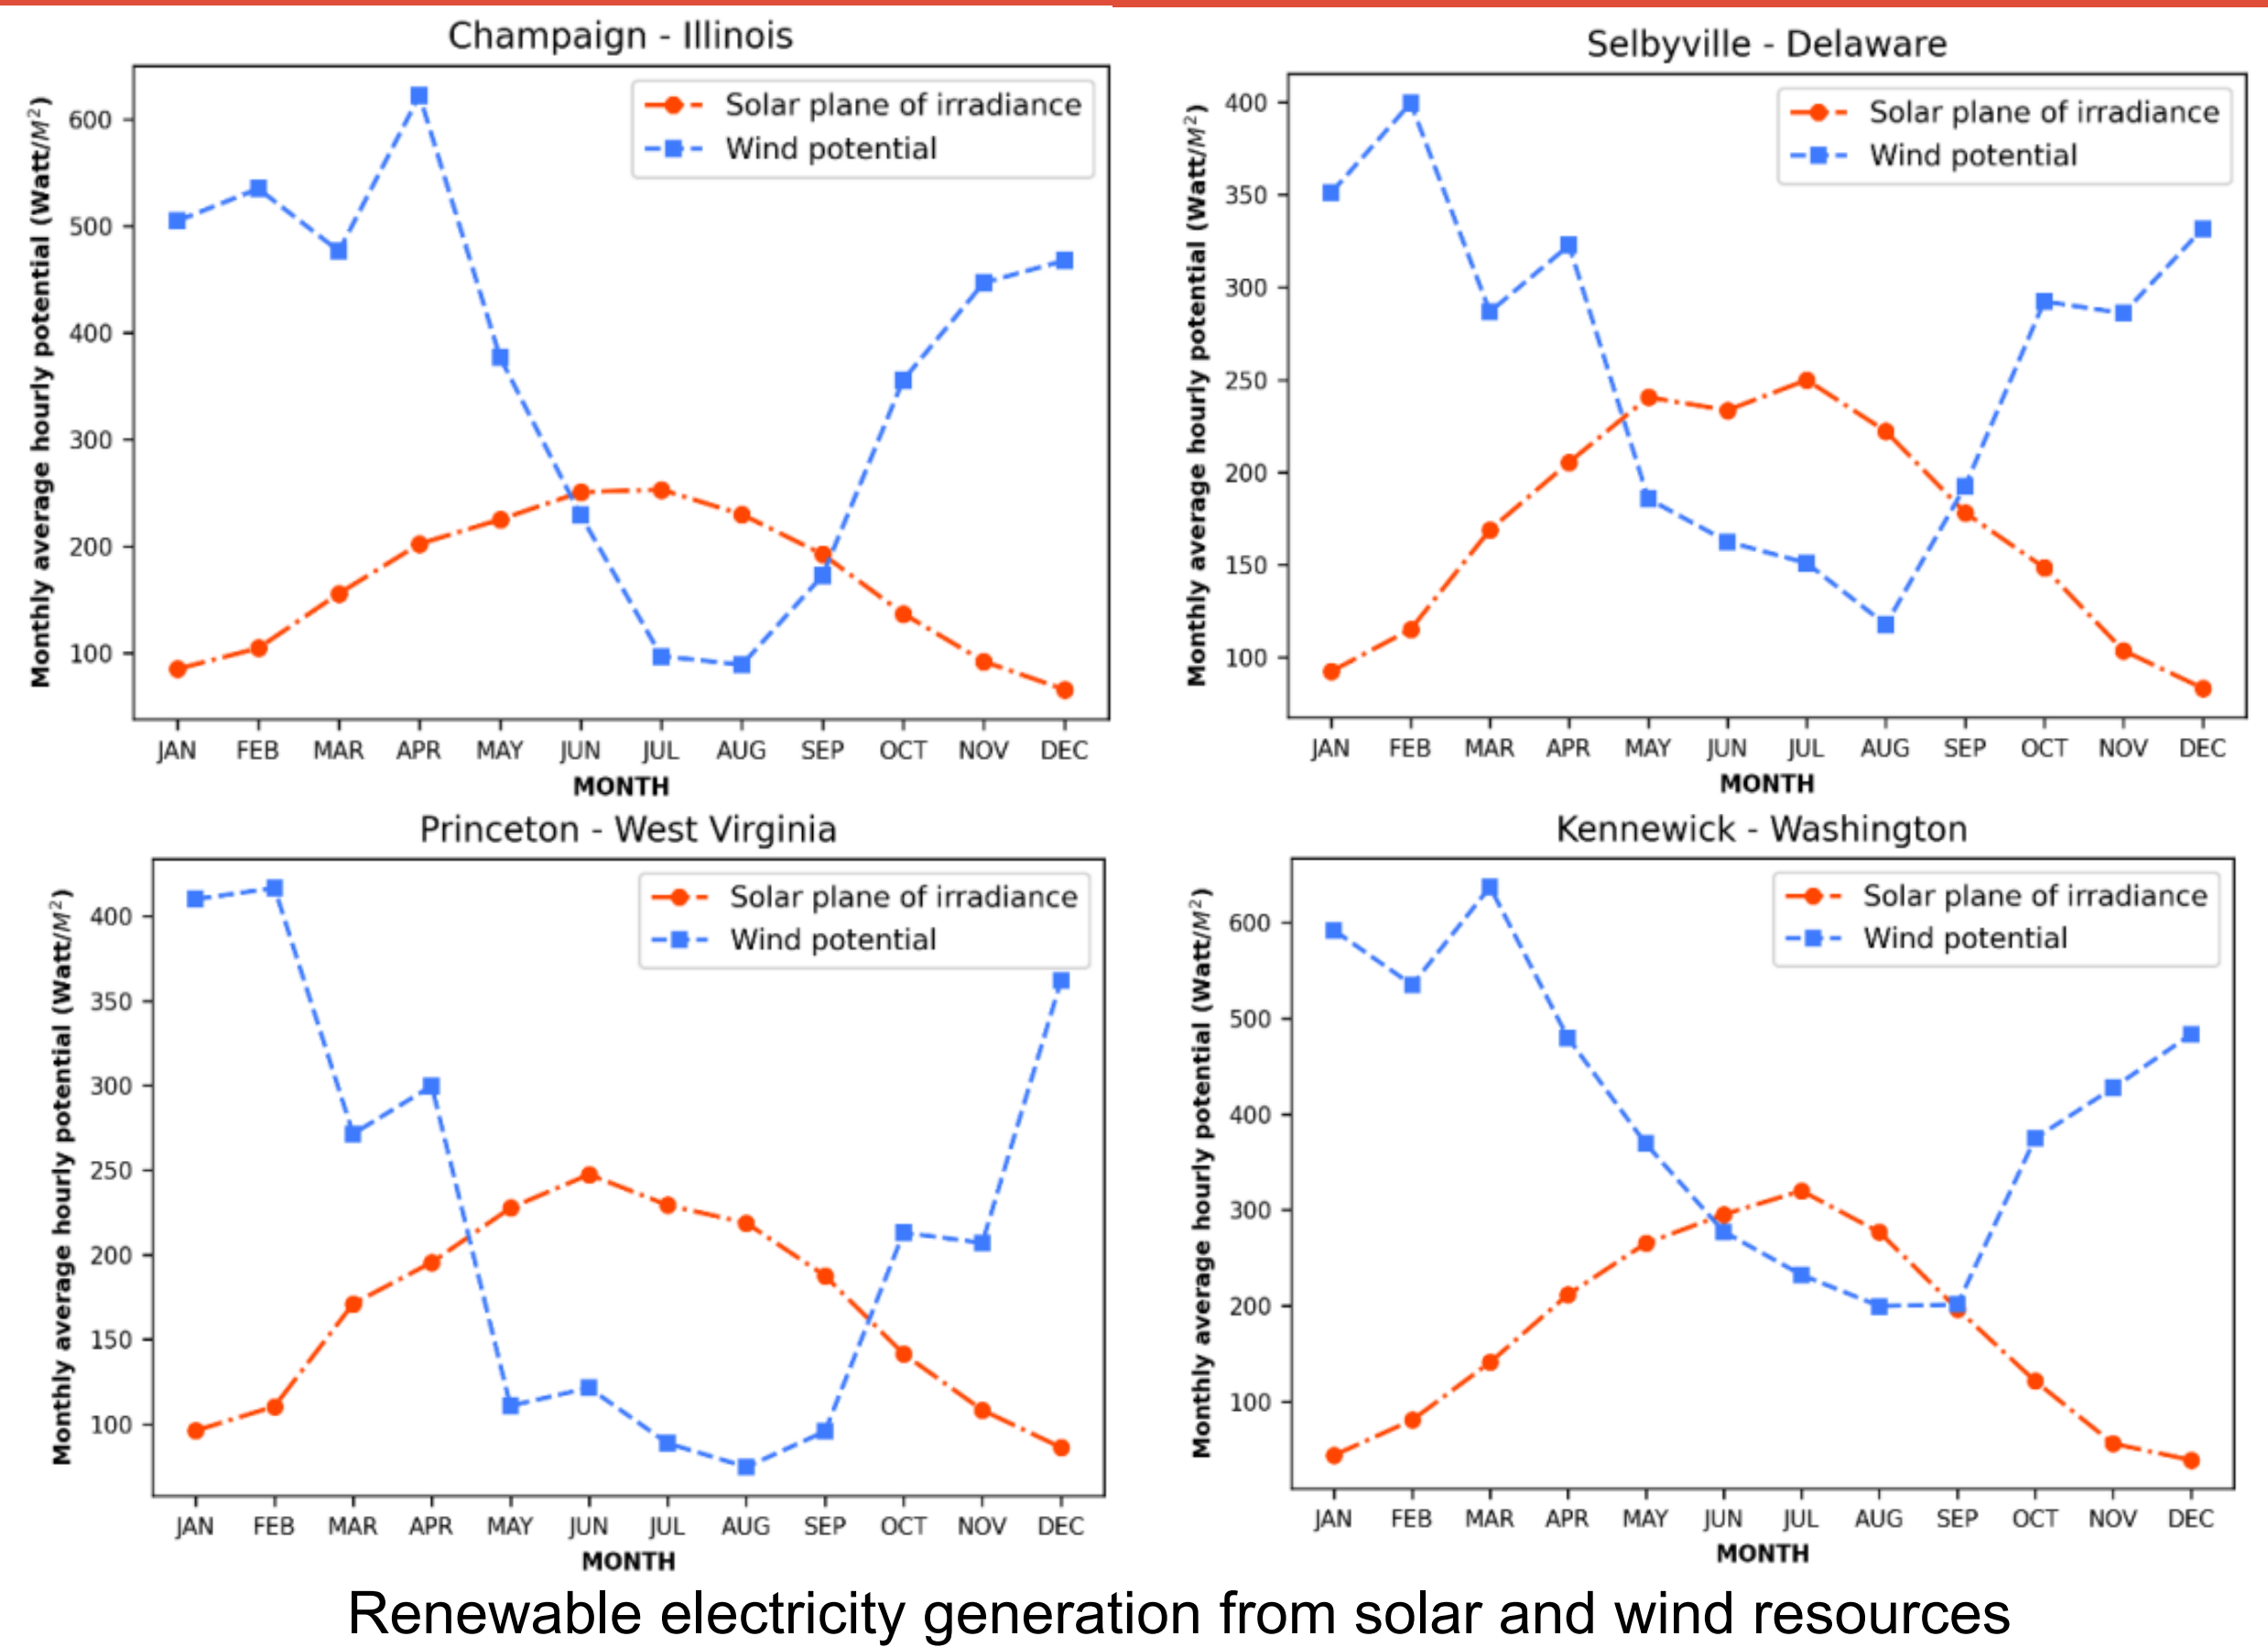 Champaign - Illinois
Monthly average hourly potential (Watt/M²)
600
500
400
300
200
100
Solar plane of irradiance
Wind potential
JAN FEB MAR APR MAY JUN JUL AUG SEP OCT NOV DEC
MONTH
Selbyville - Delaware
Monthly average hourly potential (Watt/M²)
400
350
300
250
200
150
100
Solar plane of irradiance
Wind potential
JAN FEB MAR APR MAY JUN JUL AUG SEP OCT NOV DEC
MONTH
Princeton - West Virginia
Monthly average hourly potential (Watt/M²)
400
350
300
250
200
150
100
Solar plane of irradiance
Wind potential
JAN FEB MAR APR MAY JUN JUL AUG SEP OCT NOV DEC
MONTH
Kennewick - Washington
Monthly average hourly potential (Watt/M²)
600
500
400
300
200
100
Solar plane of irradiance
Wind potential
JAN FEB MAR APR MAY JUN JUL AUG SEP OCT NOV DEC
MONTH
Renewable electricity generation from solar and wind resources